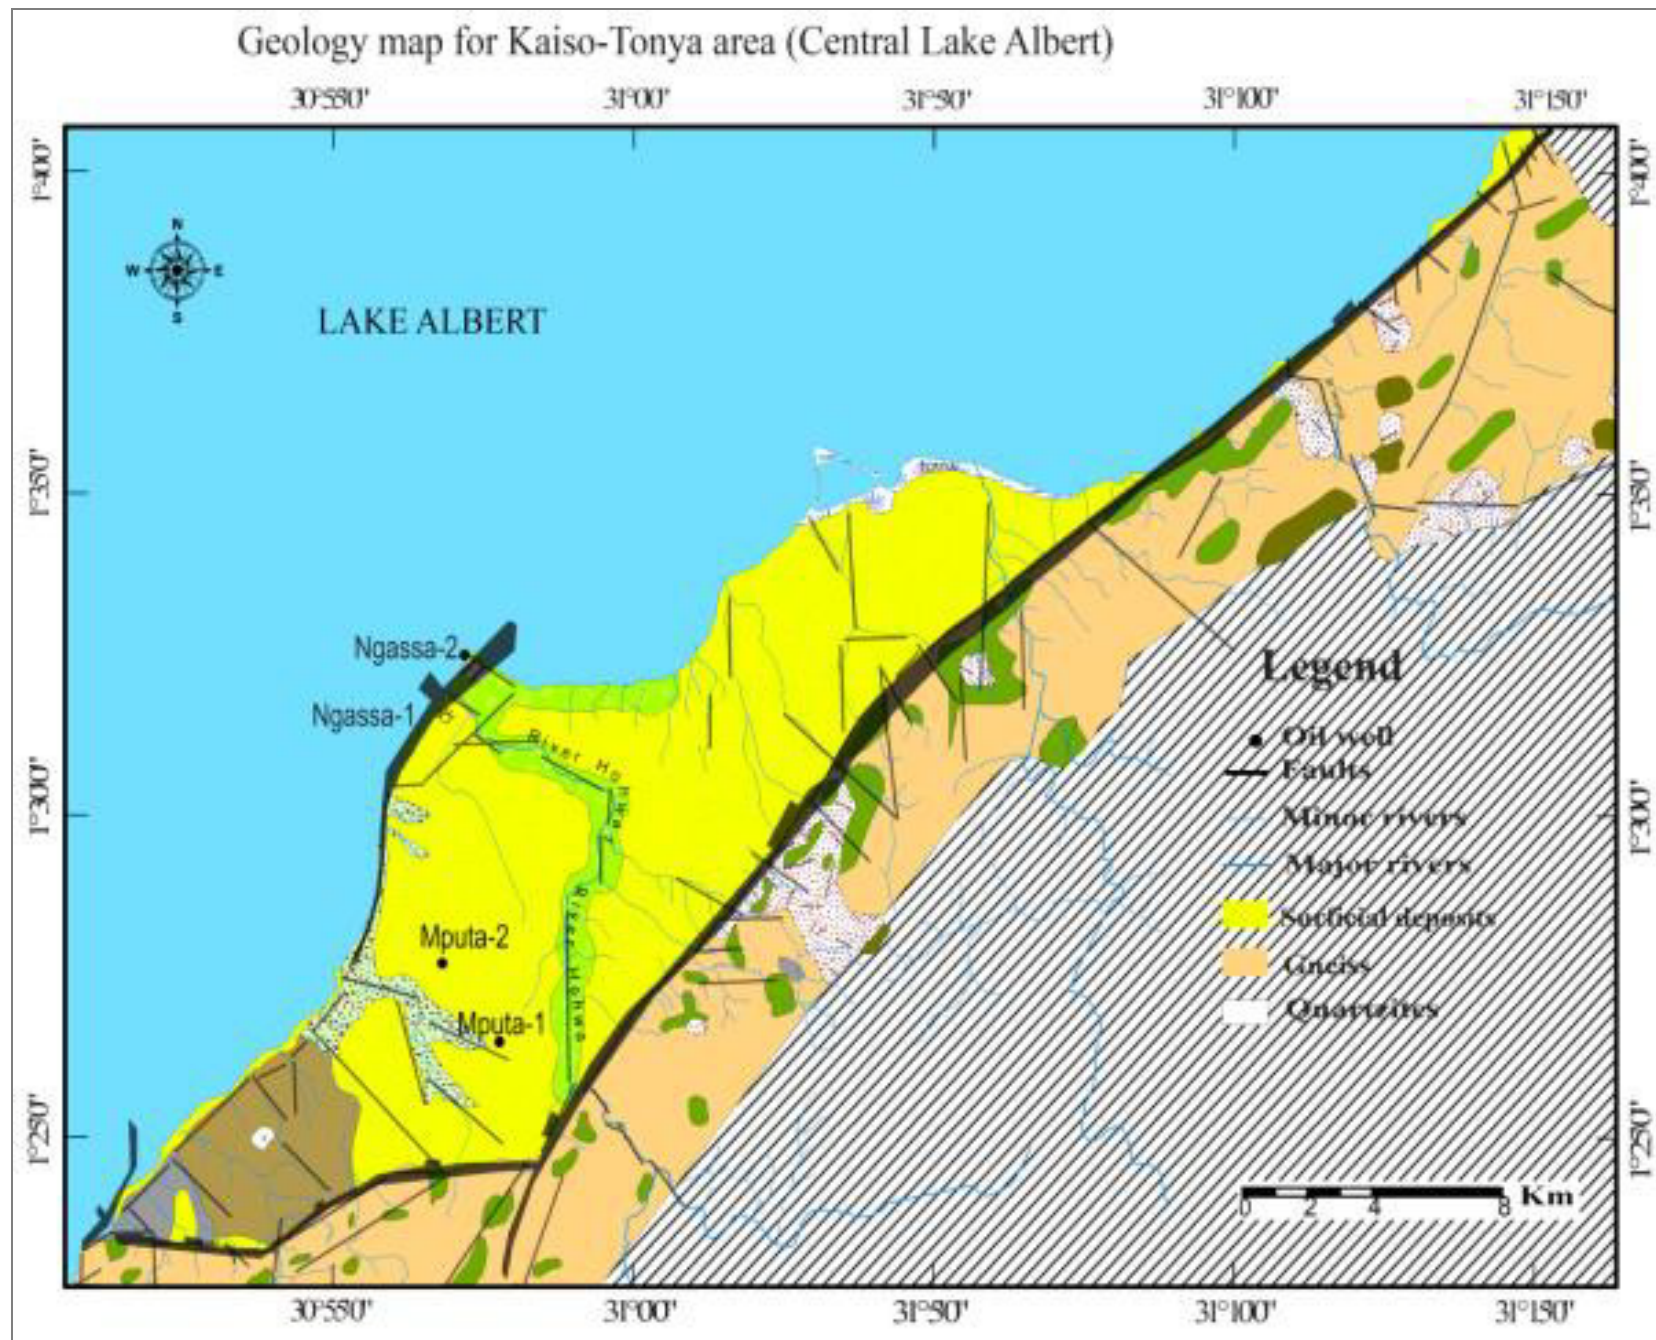 Geology map for Kaiso-Tonya area (Central Lake Albert)
30°55'0" 31°0'0" 31°5'0" 31°10'0" 31°15'0"
1°40'0" 1°40'0"
N
W E
S
LAKE ALBERT
1°35'0" 1°35'0"
Ngassa-2
Ngassa-1
River Hohwa
1°30'0" 1°30'0"
River Hohwa
Mputa-2
Mputa-1
1°25'0" 1°25'0"
Legend
Oil well
Faults
Minor rivers
Major rivers
Surficial deposits
Gneiss
Quartzites
0 2 4 8 Km
30°55'0" 31°0'0" 31°5'0" 31°10'0" 31°15'0"